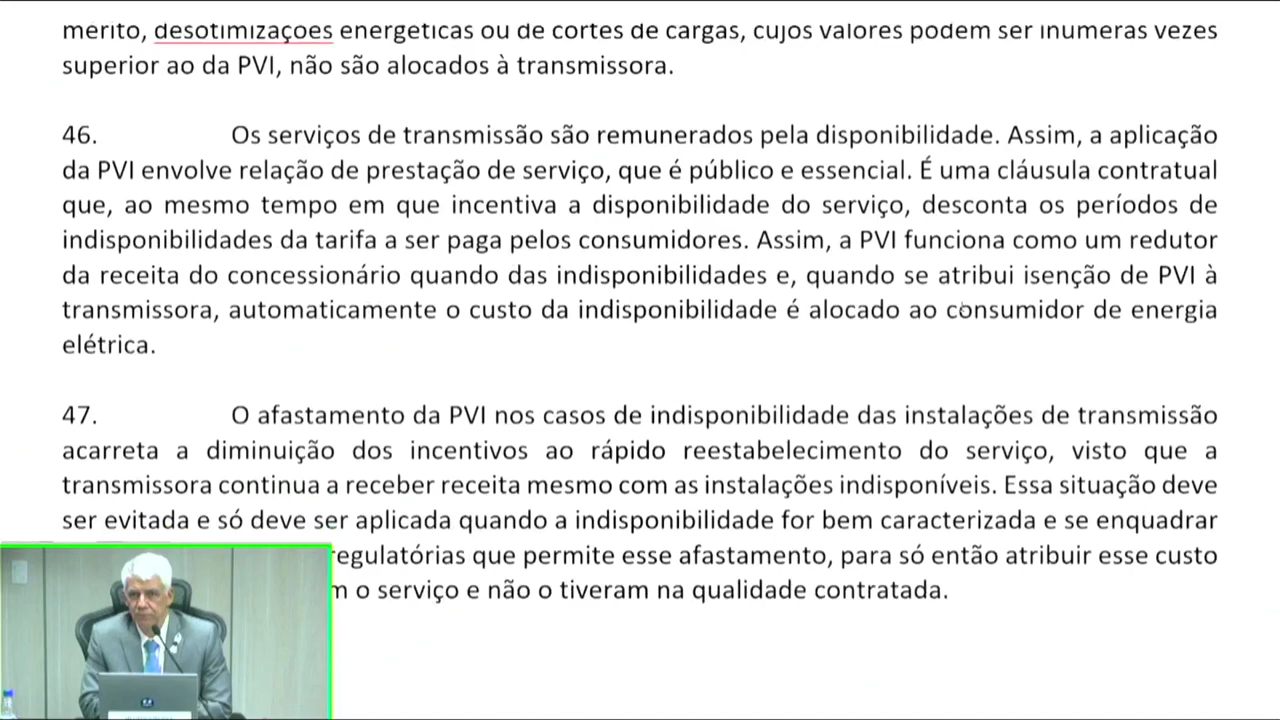 mérito, desotimizações energéticas ou de cortes de cargas, cujos valores podem ser inúmeras vezes
superior ao da PVI, não são alocados à transmissora.
46. Os serviços de transmissão são remunerados pela disponibilidade. Assim, a aplicação
da PVI envolve relação de prestação de serviço, que é público e essencial. É uma cláusula contratual
que, ao mesmo tempo em que incentiva a disponibilidade do serviço, desconta os períodos de
indisponibilidades da tarifa a ser paga pelos consumidores. Assim, a PVI funciona como um redutor
da receita do concessionário quando das indisponibilidades e, quando se atribui isenção de PVI à
transmissora, automaticamente o custo da indisponibilidade é alocado ao consumidor de energia
elétrica.
47. O afastamento da PVI nos casos de indisponibilidade das instalações de transmissão
acarreta a diminuição dos incentivos ao rápido reestabelecimento do serviço, visto que a
transmissora continua a receber receita mesmo com as instalações indisponíveis. Essa situação deve
ser evitada e só deve ser aplicada quando a indisponibilidade for bem caracterizada e se enquadrar
regulatórias que permite esse afastamento, para só então atribuir esse custo
m o serviço e não o tiveram na qualidade contratada.